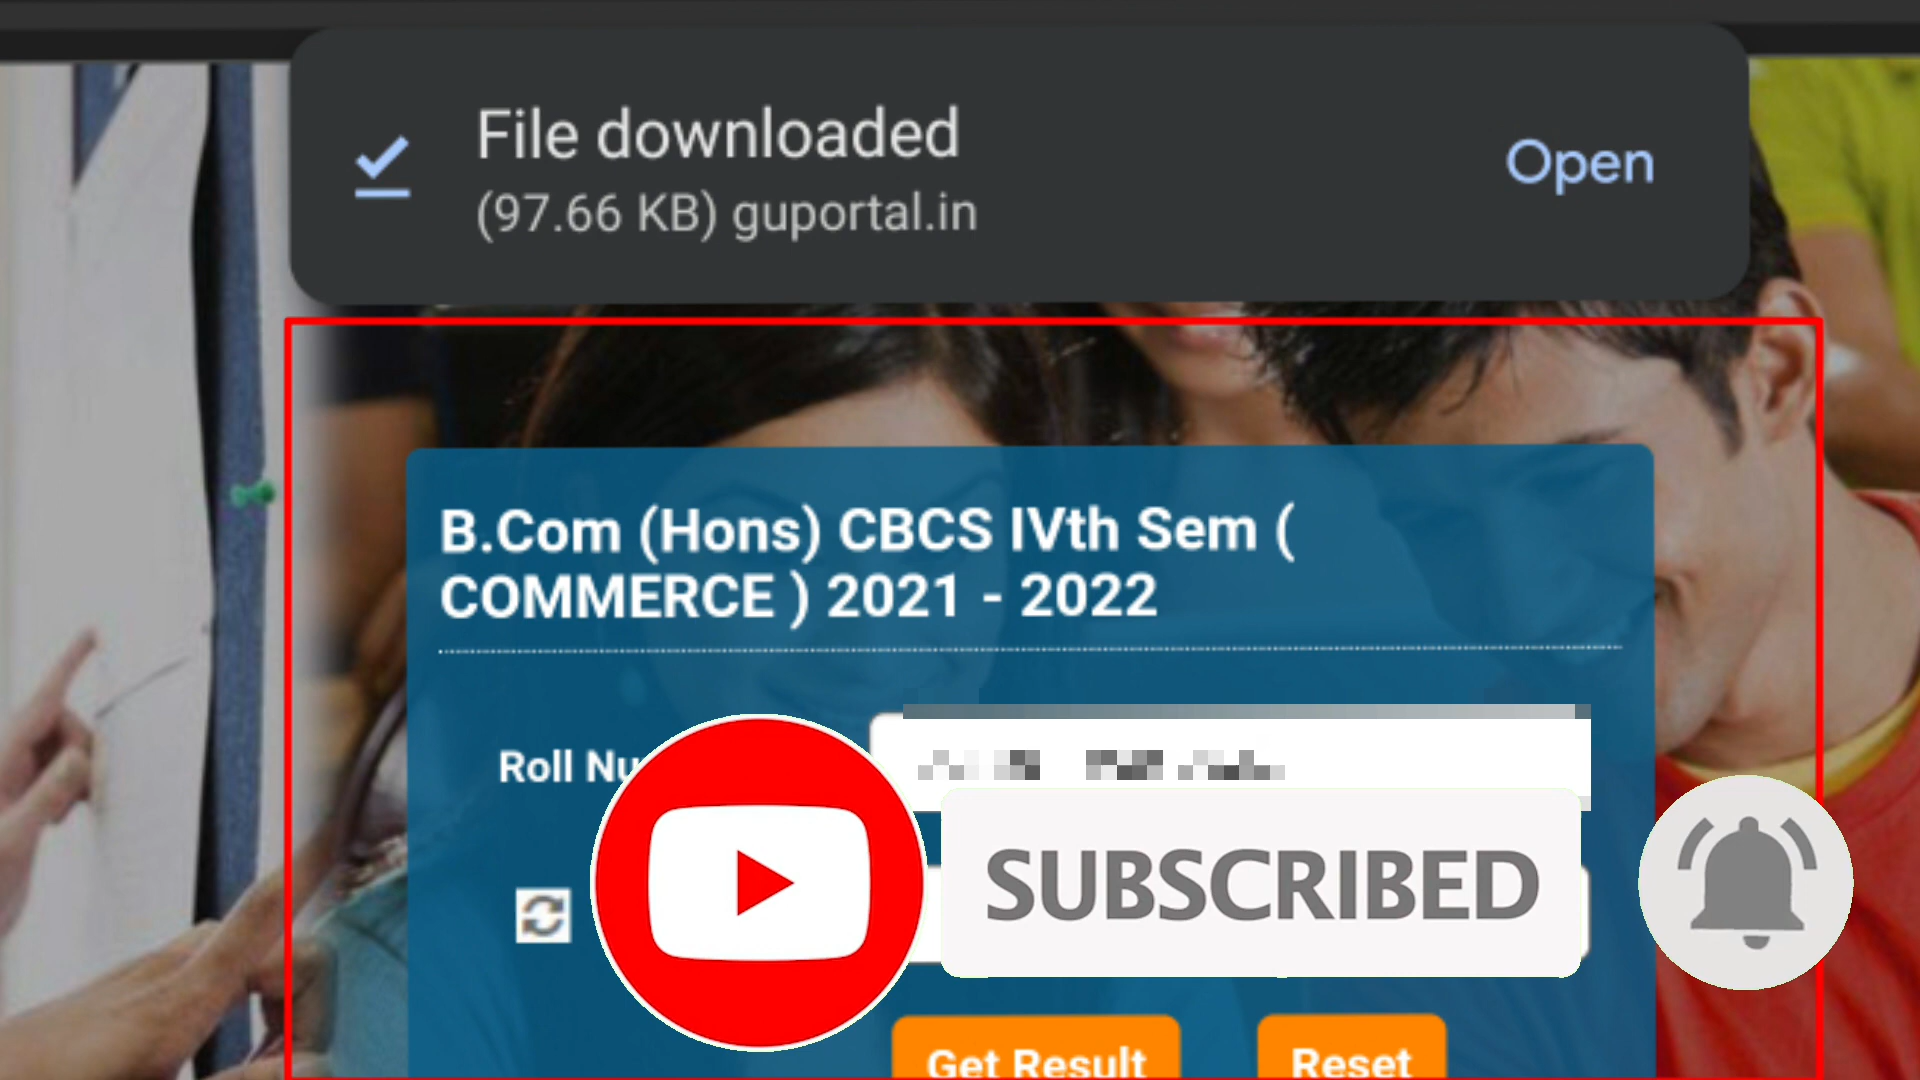 File downloaded
(97.66 KB) guportal.in
Open
B.Com (Hons) CBCS IVth Sem (
COMMERCE ) 2021 - 2022
Roll Nu
SUBSCRIBED
Get Result
Reset